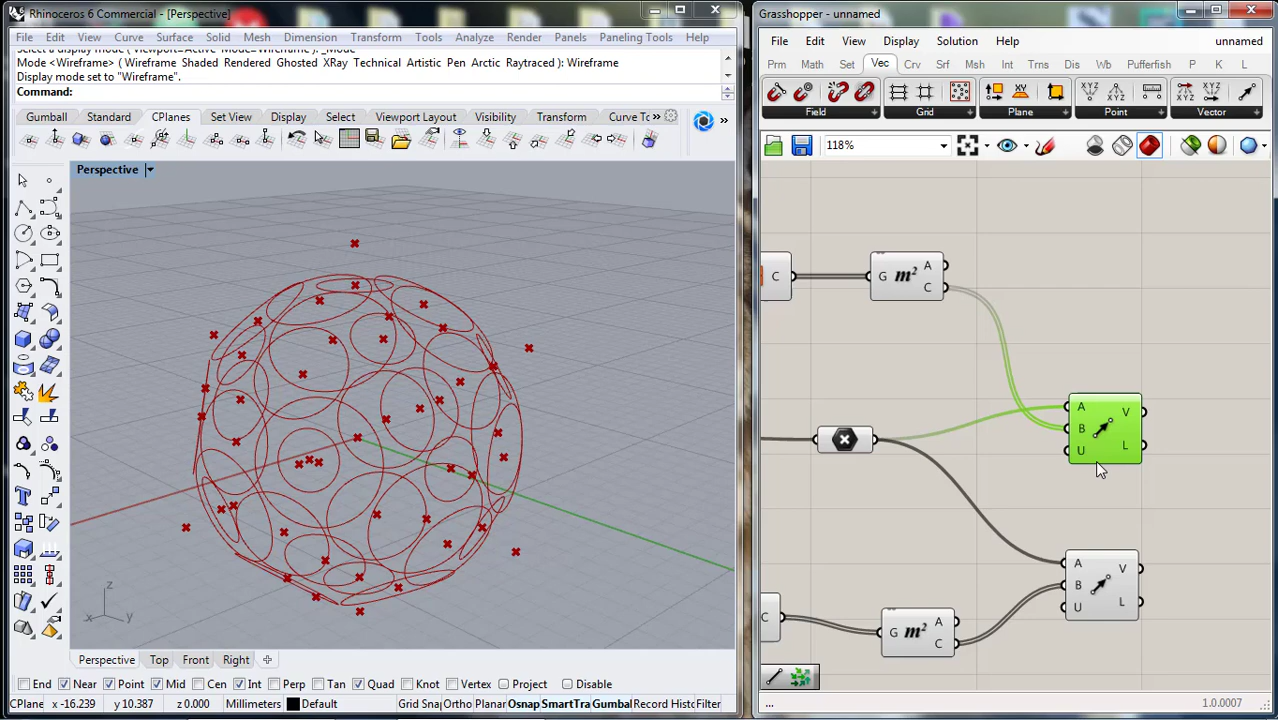 Rhinoceros 6 Commercial - [Perspective]
File Edit View Curve Surface Solid Mesh Dimension Transform Tools Analyze Render Panels Paneling Tools Help
Mode <Wireframe> ( Wireframe Shaded Rendered Ghosted XRay Technical Artistic Pen Arctic Raytraced ): Wireframe
Display mode set to "Wireframe".
Command:
Gumball Standard CPlanes Set View Display Select Viewport Layout Visibility Transform Curve To »
»
Perspective
z
x y
Perspective Top Front Right
End Near Point Mid Cen Int Perp Tan Quad Knot Vertex Project Disable
CPlane x -16.239 y 10.387 z 0.000 Millimeters Default Grid Snap Ortho Planar Osnap SmartTra Gumbal Record Histo Filter
Grasshopper - unnamed
File Edit View Display Solution Help unnamed
Prm Math Set Vec Crv Srf Msh Int Trns Dis Wb Pufferfish P K L
Field Grid Plane Point Vector
118%
C G m² A C
A B U V L
A B U V L
C G m² A C
... 1.0.0007